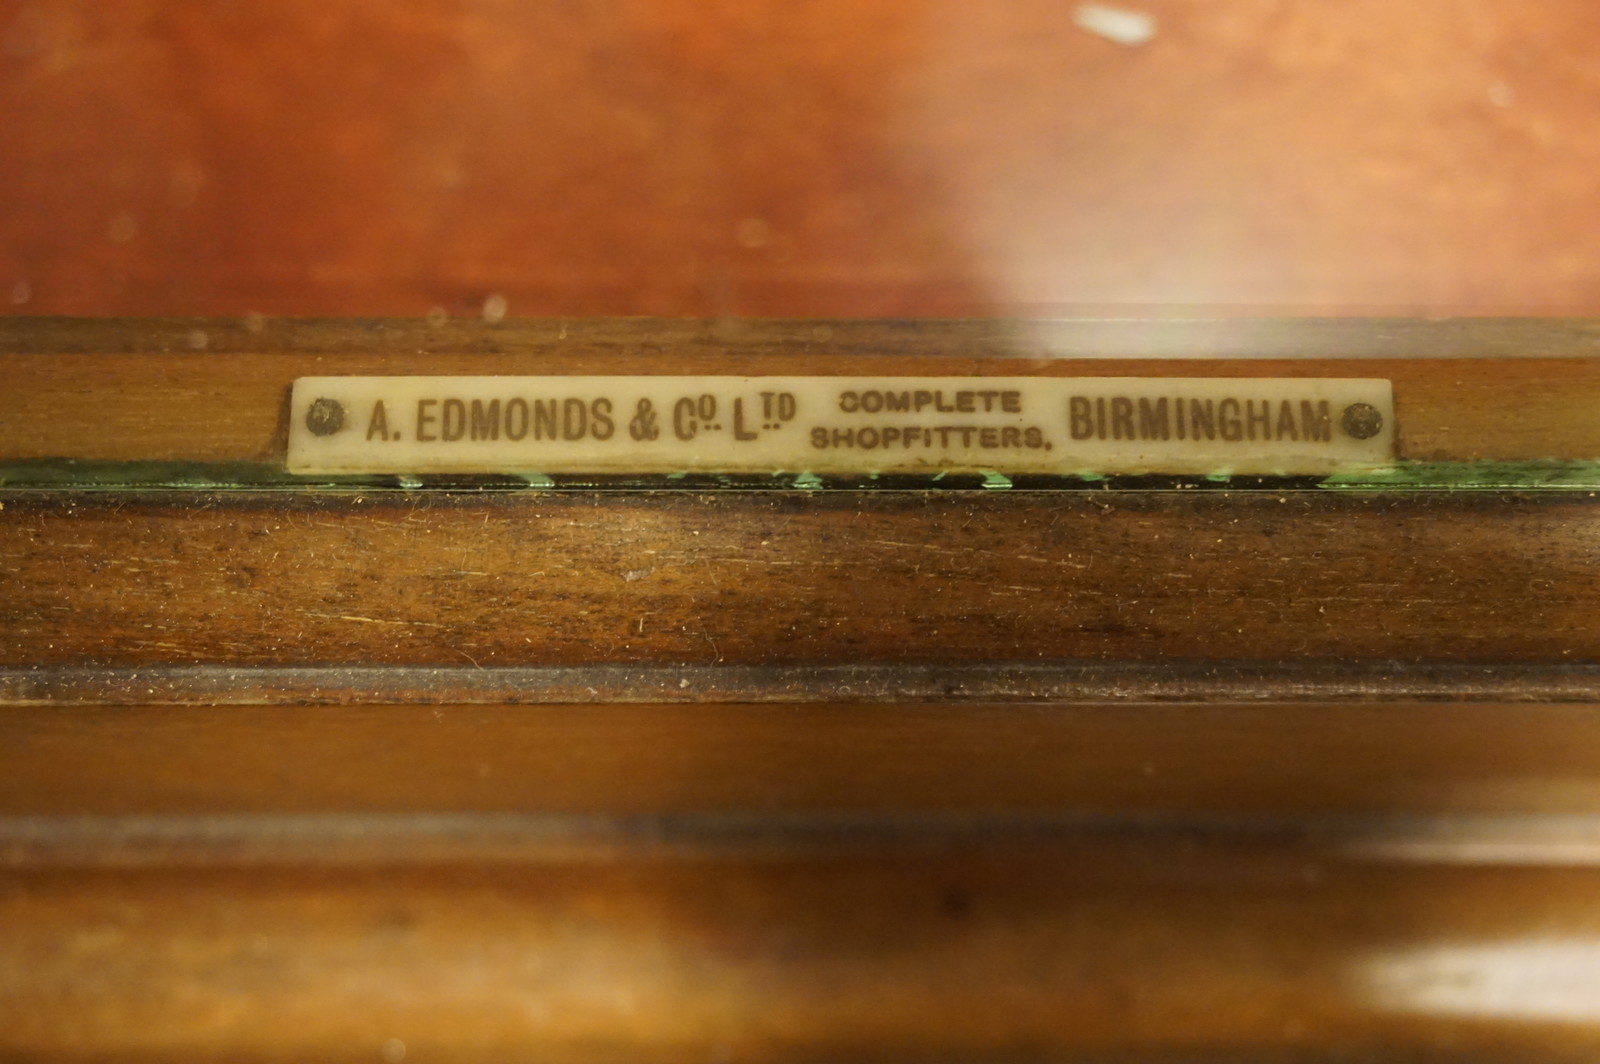 A. EDMONDS & Cº. LTD COMPLETE SHOPFITTERS, BIRMINGHAM